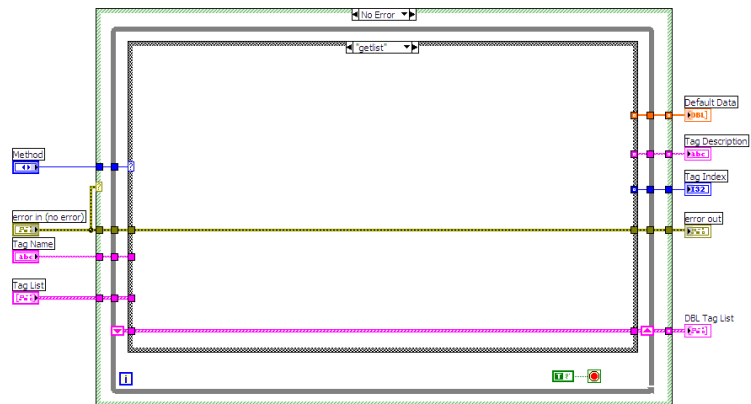 No Error
"getlist"
Default Data
DBL
Tag Description
abc
Method
Tag Index
I32
error in (no error)
error out
Tag Name
abc
Tag List
DBL Tag List
i
T F